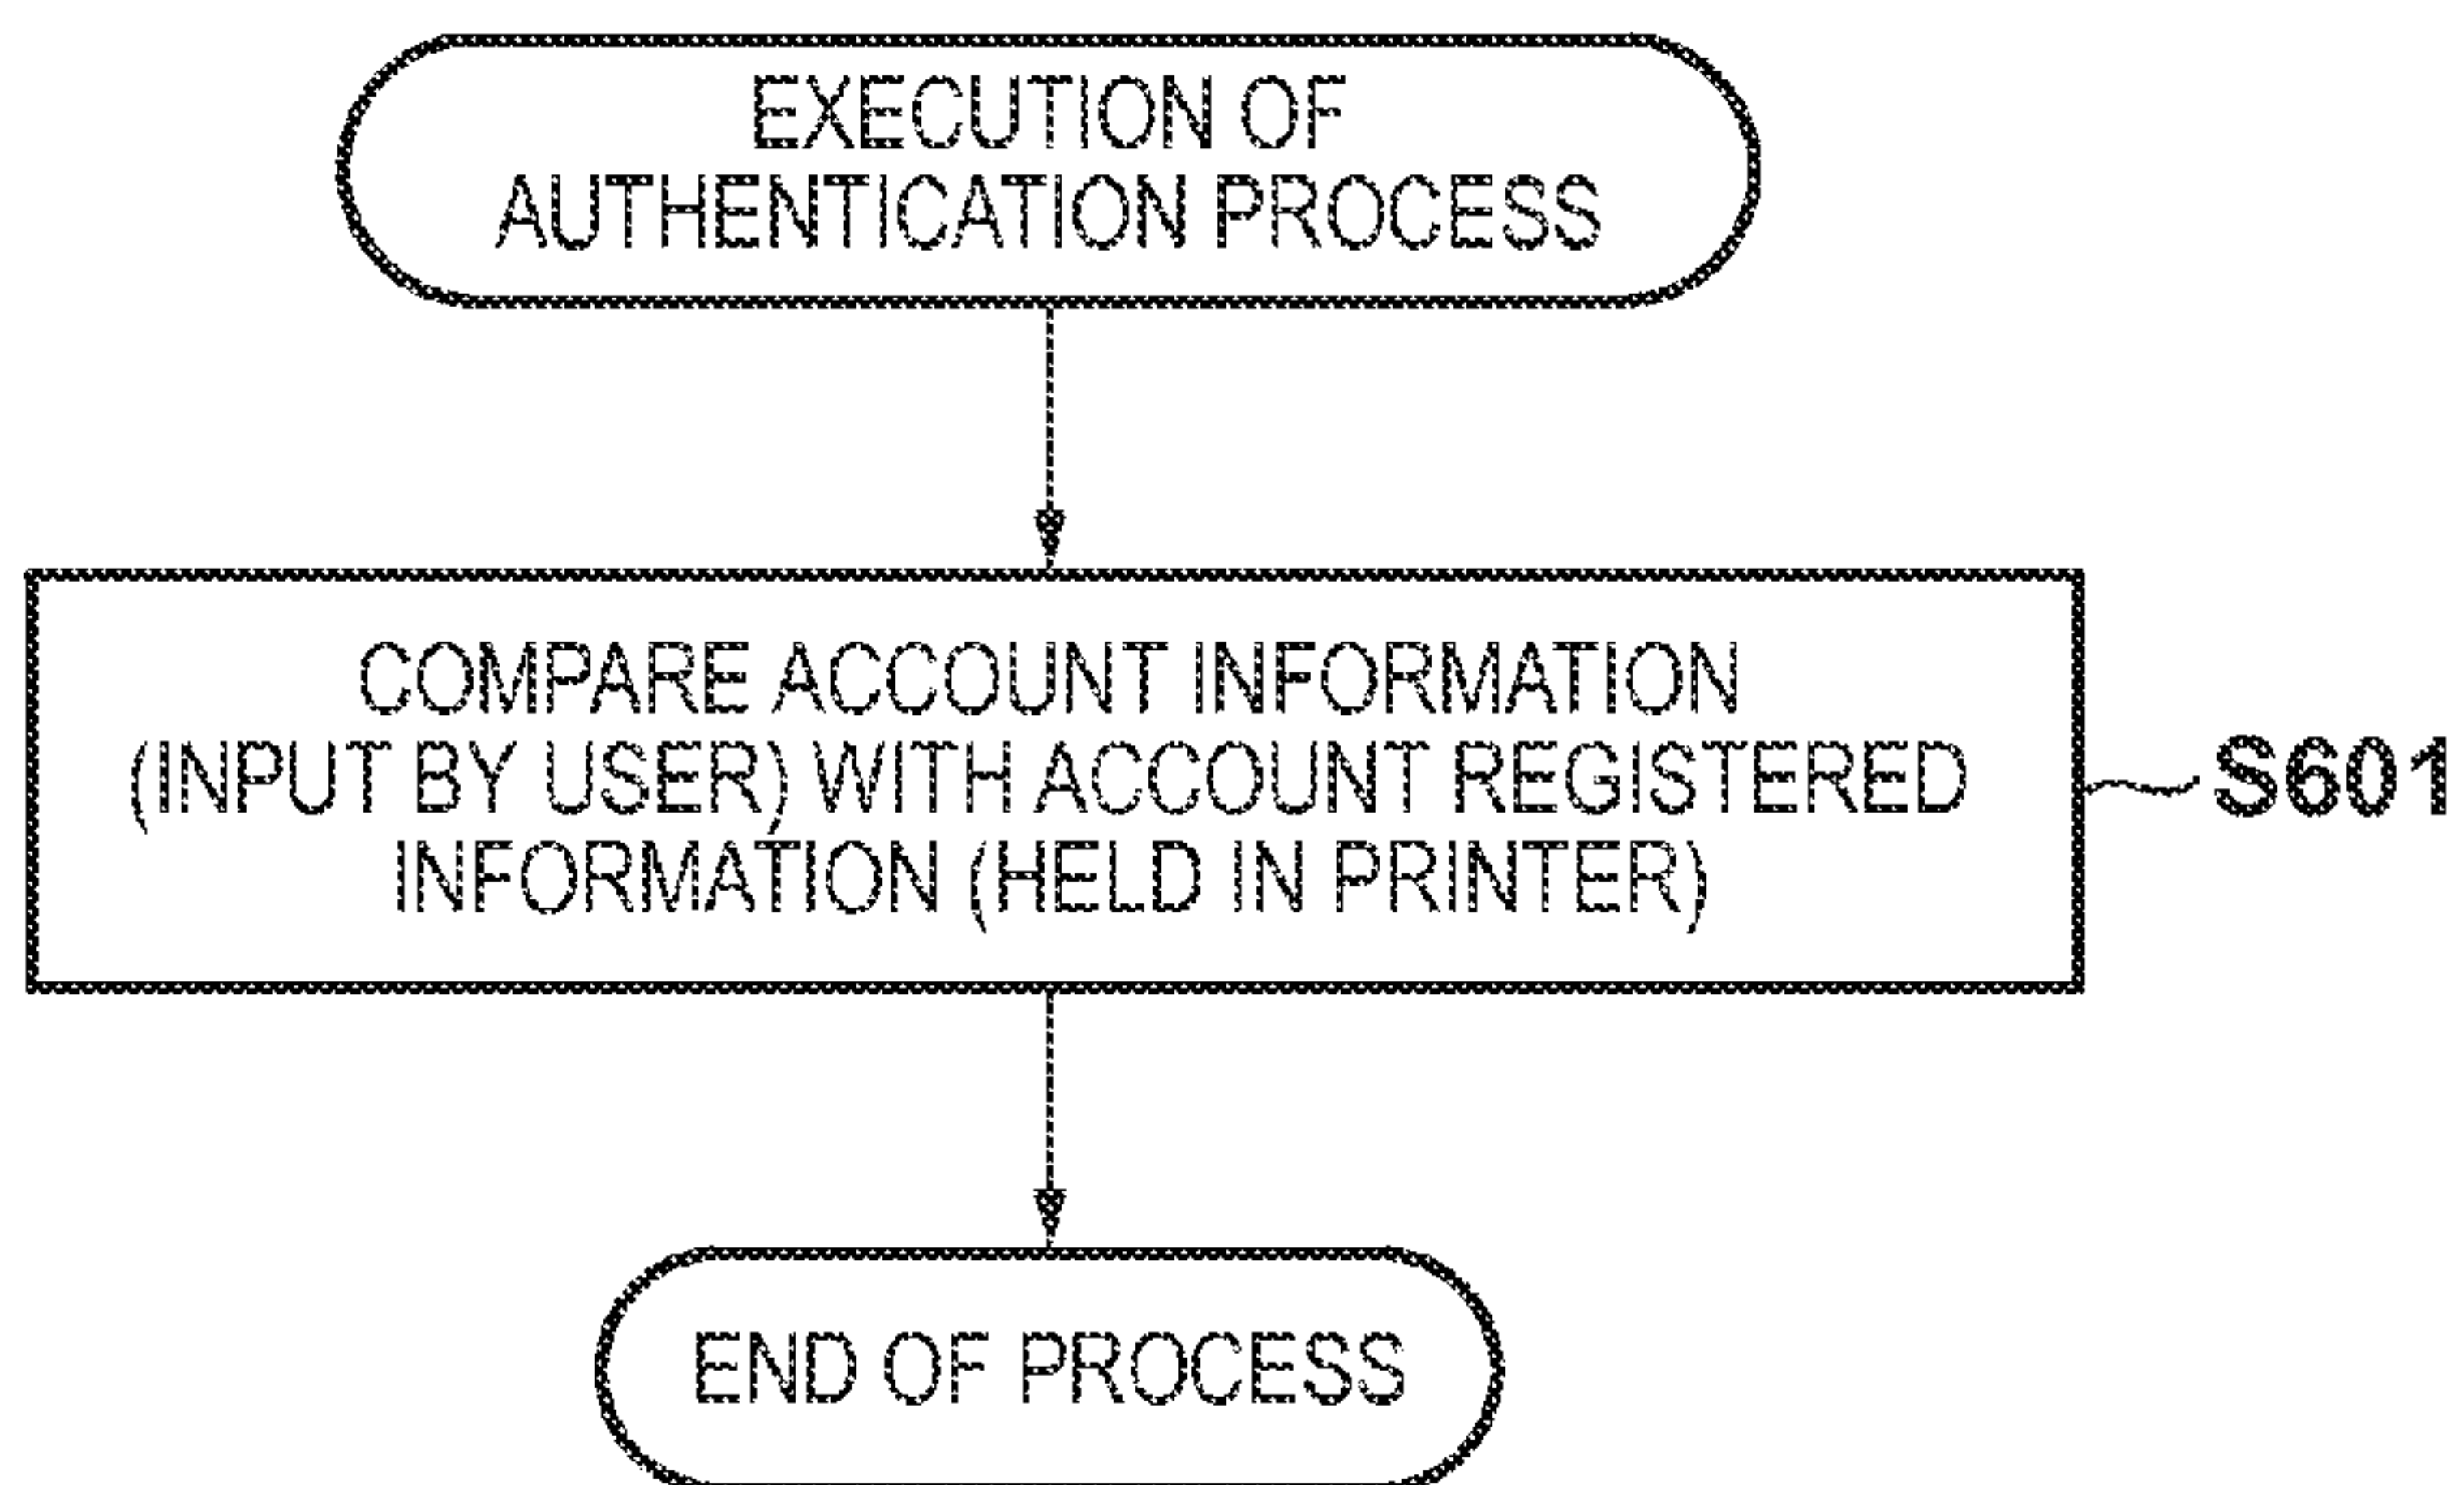 EXECUTION OF
AUTHENTICATION PROCESS
COMPARE ACCOUNT INFORMATION
(INPUT BY USER) WITH ACCOUNT REGISTERED
INFORMATION (HELD IN PRINTER)
S601
END OF PROCESS